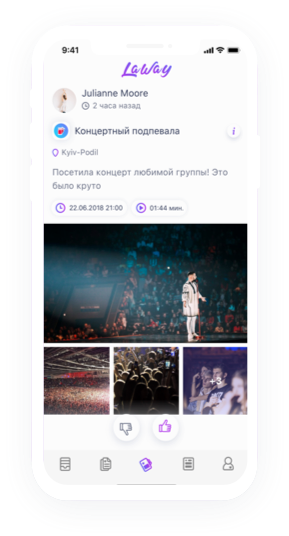 9:41
LaWay
Julianne Moore
2 часа назад
Концертный подпевала
i
Kyiv-Podil
Посетила концерт любимой группы! Это
было круто
22.06.2018 21:00
01:44 мин.
+3